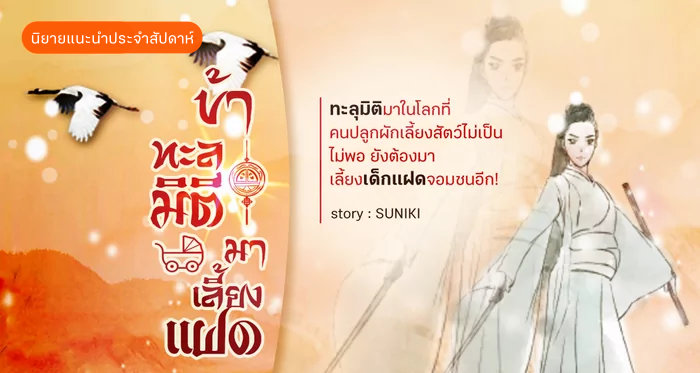 นิยายแนะนำประจำสัปดาห์
ข้า
ทะลุ
มิติ
มา
เลี้ยง
แฝด
ทะลุมิติมาในโลกที่
คนปลูกผักเลี้ยงสัตว์ไม่เป็น
ไม่พอ ยังต้องมา
เลี้ยงเด็กแฝดจอมซนอีก!
story : SUNIKI